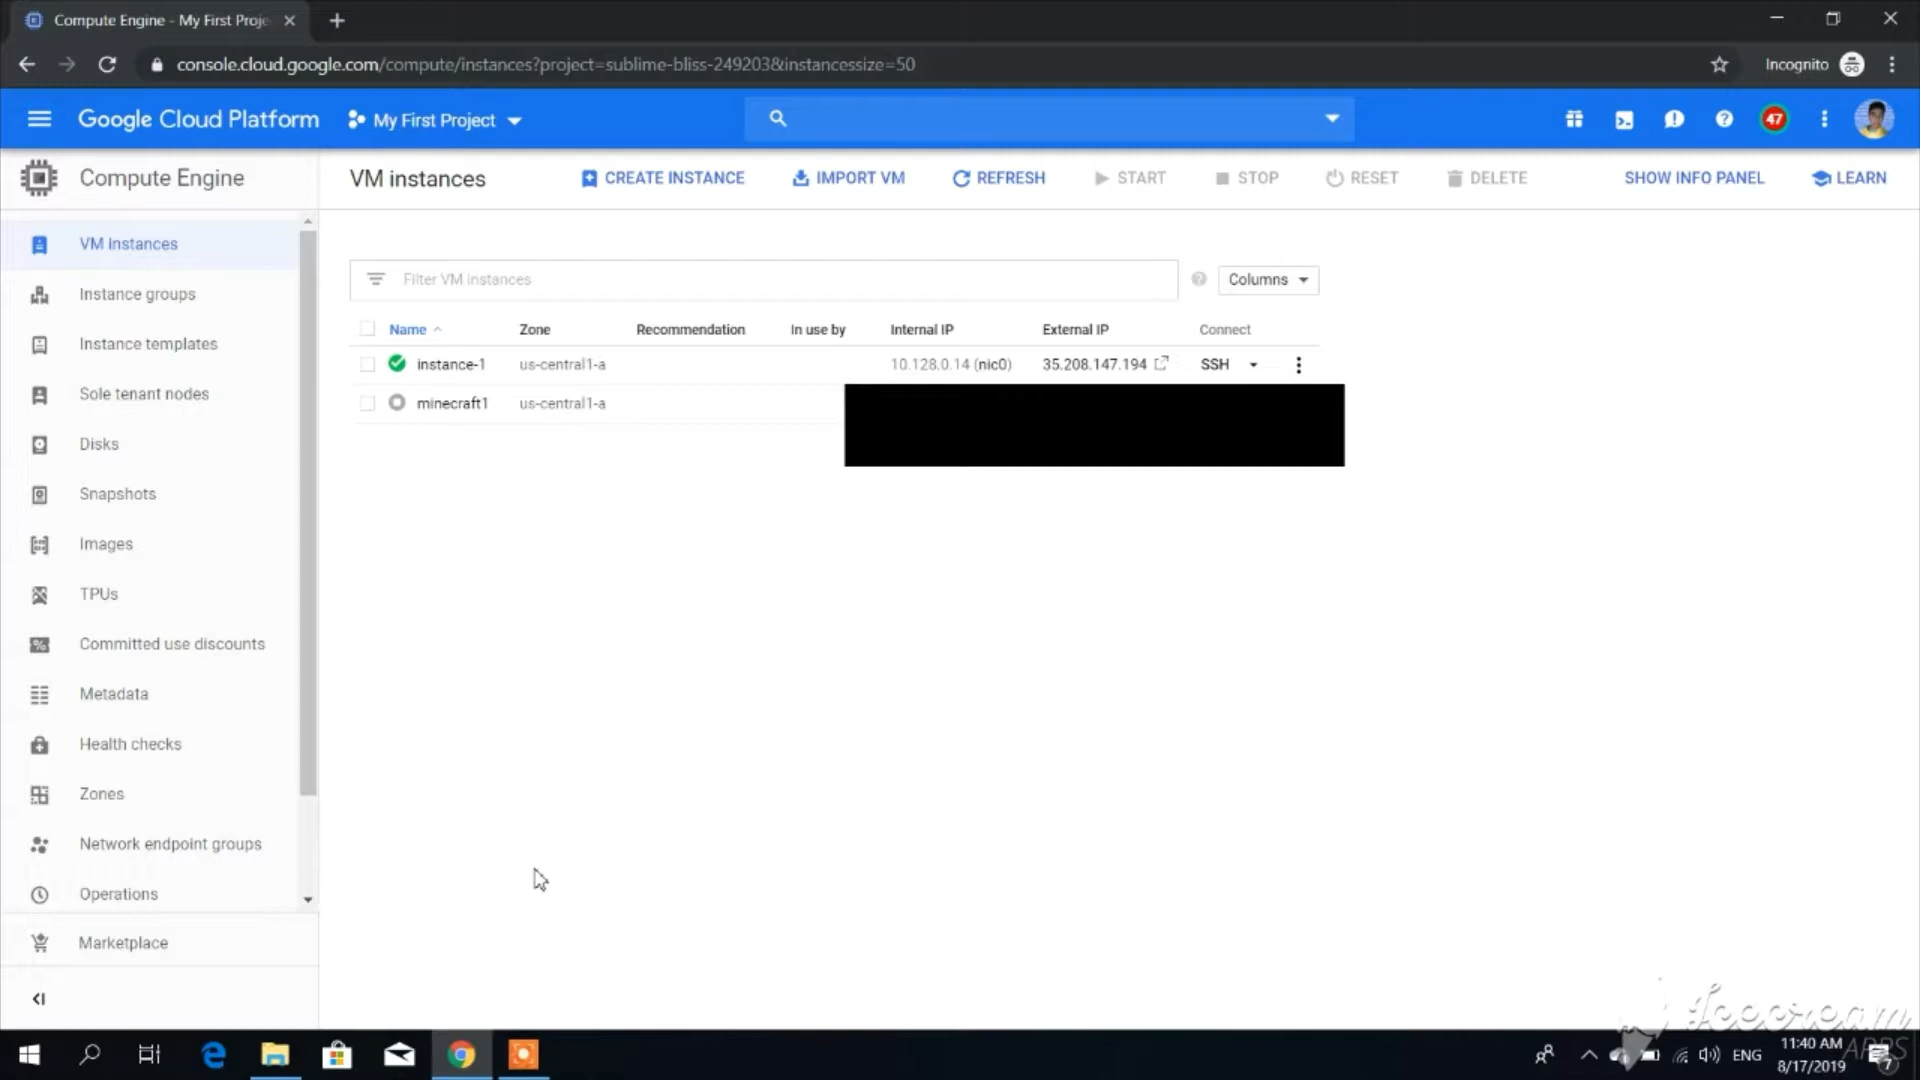 Compute Engine - My First Proje
console.cloud.google.com/compute/instances?project=sublime-bliss-249203&instancessize=50
Incognito
Google Cloud Platform
My First Project
47
Compute Engine
VM instances
CREATE INSTANCE
IMPORT VM
REFRESH
START
STOP
RESET
DELETE
SHOW INFO PANEL
LEARN
VM instances
Instance groups
Instance templates
Sole tenant nodes
Disks
Snapshots
Images
TPUs
Committed use discounts
Metadata
Health checks
Zones
Network endpoint groups
Operations
Marketplace
Filter VM instances
Columns
Name Zone Recommendation In use by Internal IP External IP Connect
instance-1 us-central1-a 10.128.0.14 (nic0) 35.208.147.194 SSH
minecraft1 us-central1-a
Icecream
APPS
ENG
11:40 AM
8/17/2019
7